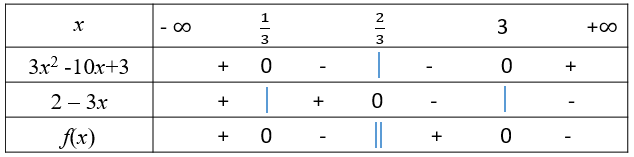 x - ∞ 1/3 2/3 3 +∞
3x² -10x+3 + 0 - | - 0 +
2 – 3x + | + 0 - | -
f(x) + 0 - || + 0 -